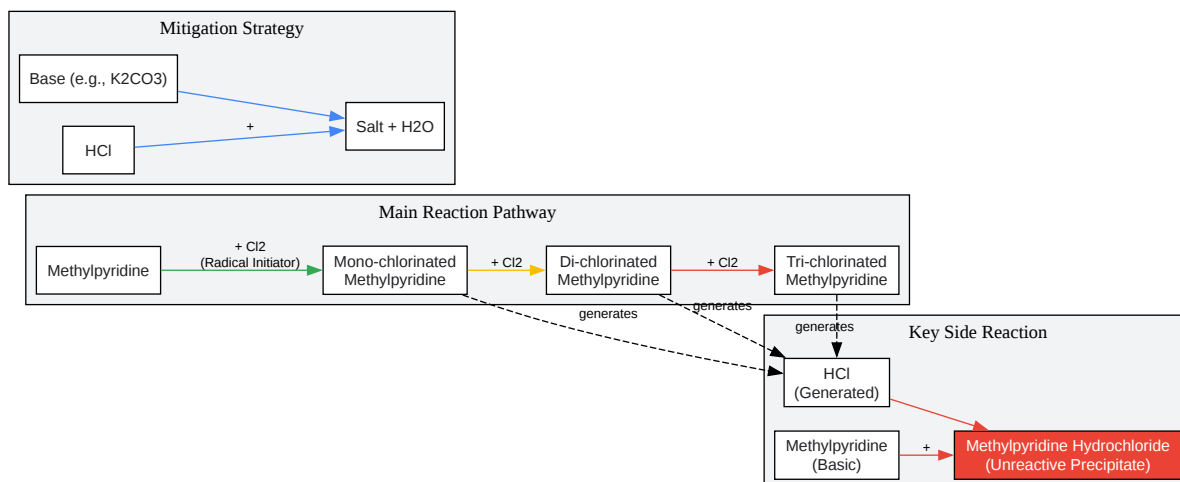 Mitigation Strategy
Base (e.g., K2CO3)
HCl
+
Salt + H2O
Main Reaction Pathway
Methylpyridine
+ Cl2
(Radical Initiator)
Mono-chlorinated
Methylpyridine
+ Cl2
Di-chlorinated
Methylpyridine
+ Cl2
Tri-chlorinated
Methylpyridine
generates
generates
generates
Key Side Reaction
HCl
(Generated)
Methylpyridine
(Basic)
+
Methylpyridine Hydrochloride
(Unreactive Precipitate)